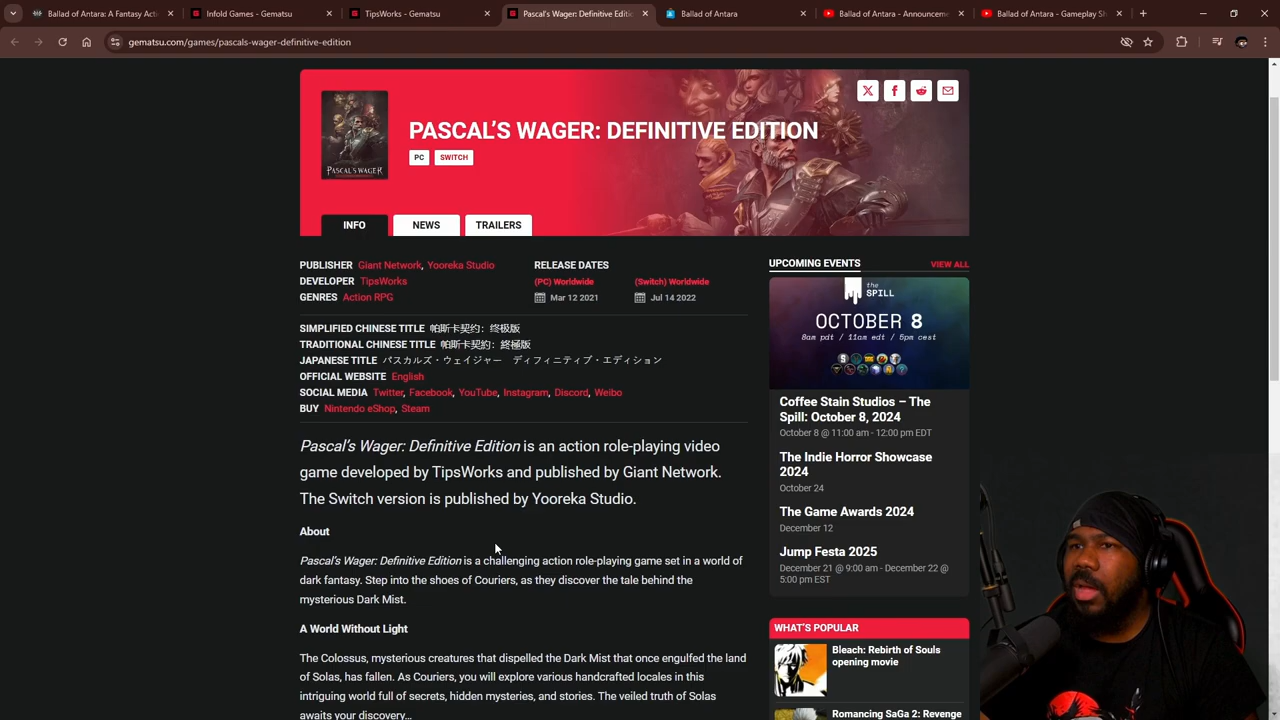 Ballad of Antara: A Fantasy Acti
Infold Games - Gematsu
TipsWorks - Gematsu
Pascal's Wager: Definitive Editio
Ballad of Antara
Ballad of Antara - Announcem
Ballad of Antara - Gameplay Sh
gematsu.com/games/pascals-wager-definitive-edition
PASCAL'S WAGER
PASCAL'S WAGER: DEFINITIVE EDITION
PC SWITCH
INFO NEWS TRAILERS
PUBLISHER Giant Network, Yooreka Studio
DEVELOPER TipsWorks
GENRES Action RPG
RELEASE DATES
(PC) Worldwide (Switch) Worldwide
Mar 12 2021 Jul 14 2022
SIMPLIFIED CHINESE TITLE 帕斯卡契约：终极版
TRADITIONAL CHINESE TITLE 帕斯卡契約：終極版
JAPANESE TITLE パスカルズ・ウェイジャー ディフィニティブ・エディション
OFFICIAL WEBSITE English
SOCIAL MEDIA Twitter, Facebook, YouTube, Instagram, Discord, Weibo
BUY Nintendo eShop, Steam
Pascal's Wager: Definitive Edition is an action role-playing video
game developed by TipsWorks and published by Giant Network.
The Switch version is published by Yooreka Studio.
About
Pascal's Wager: Definitive Edition is a challenging action role-playing game set in a world of
dark fantasy. Step into the shoes of Couriers, as they discover the tale behind the
mysterious Dark Mist.
A World Without Light
The Colossus, mysterious creatures that dispelled the Dark Mist that once engulfed the land
of Solas, has fallen. As Couriers, you will explore various handcrafted locales in this
intriguing world full of secrets, hidden mysteries, and stories. The veiled truth of Solas
awaits your discovery...
UPCOMING EVENTS VIEW ALL
the
SPILL
OCTOBER 8
8am pdt / 11am edt / 5pm cest
Coffee Stain Studios – The
Spill: October 8, 2024
October 8 @ 11:00 am - 12:00 pm EDT
The Indie Horror Showcase
2024
October 24
The Game Awards 2024
December 12
Jump Festa 2025
December 21 @ 9:00 am - December 22 @
5:00 pm EST
WHAT'S POPULAR
Bleach: Rebirth of Souls
opening movie
Romancing SaGa 2: Revenge